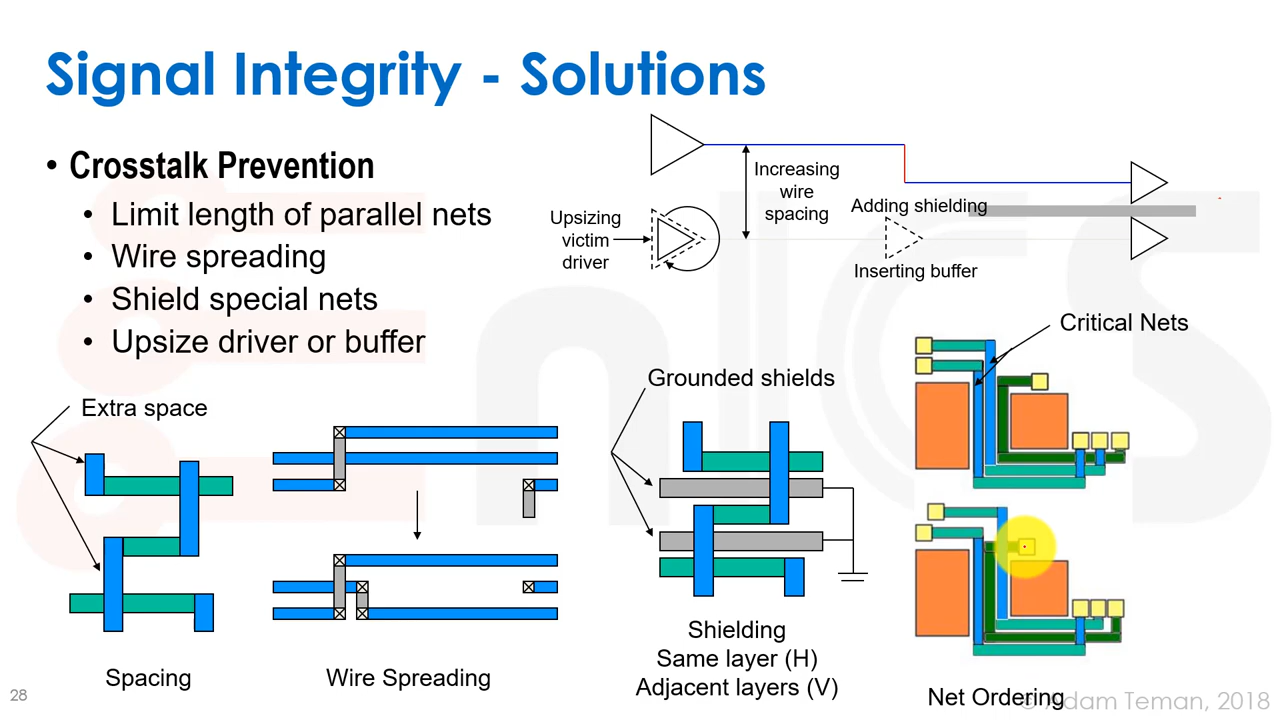 Signal Integrity - Solutions
• Crosstalk Prevention
• Limit length of parallel nets
• Wire spreading
• Shield special nets
• Upsize driver or buffer
Increasing
wire
spacing
Upsizing
victim
driver
Adding shielding
Inserting buffer
Critical Nets
Grounded shields
Extra space
Spacing
Wire Spreading
Shielding
Same layer (H)
Adjacent layers (V)
Net Ordering
28
© Adam Teman, 2018